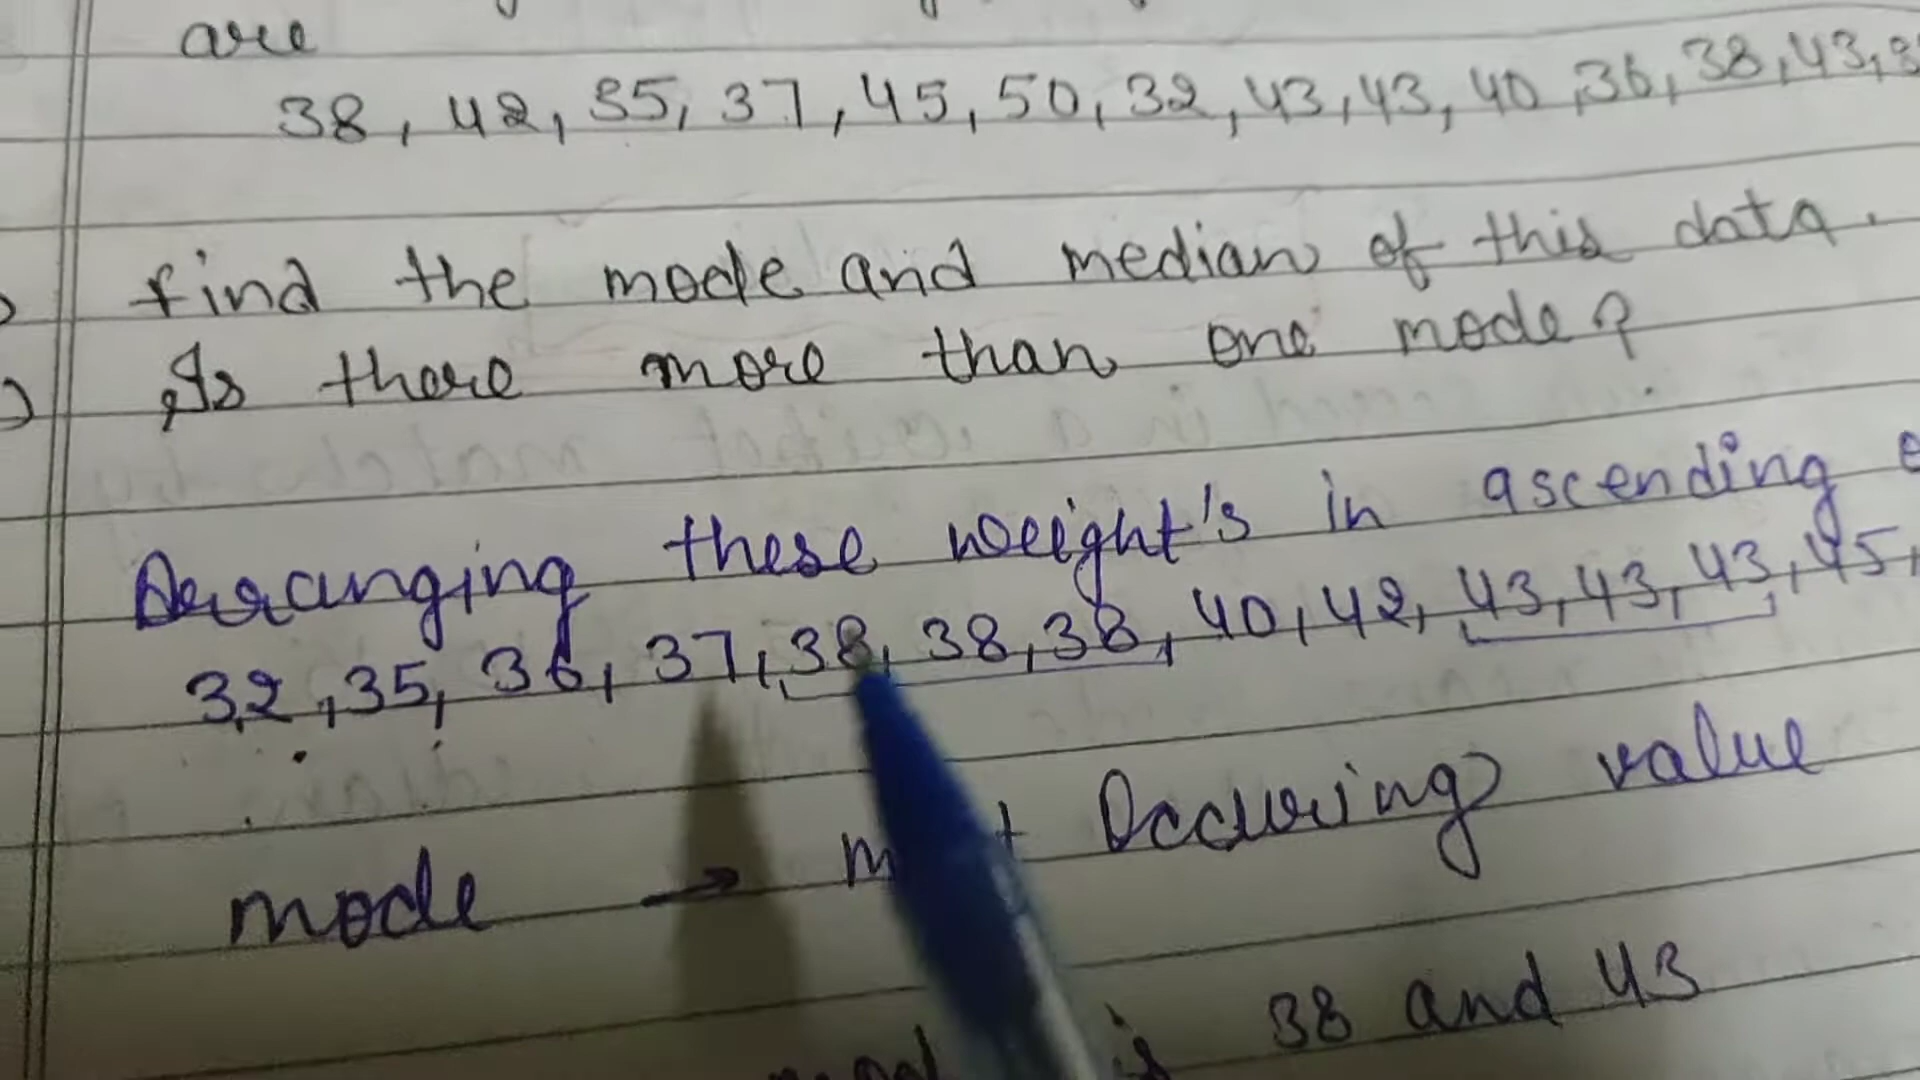 are
38, 42, 35, 37, 45, 50, 32, 43, 43, 40, 36, 38, 43, 3
find the mode and median of this data.
Is there more than one mode?
Arranging these weight's in ascending
32, 35, 36, 37, 38, 38, 38, 40, 42, 43, 43, 43, 45,
mode → Occuring value
is 38 and 43